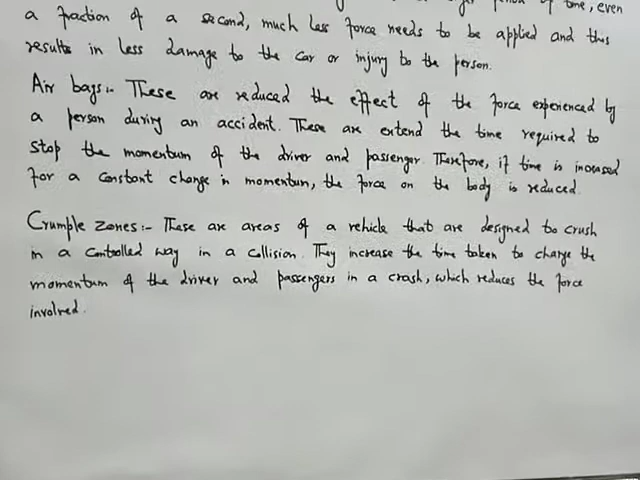 of time, even
a fraction of a second, much less force needs to be applied and thus
results in less damage to the car or injury to the person.
Air bags:- These are reduced the effect of the force experienced by
a person during an accident. These are extend the time required to
stop the momentum of the driver and passenger. Therefore, if time is increased
for a constant change in momentum, the force on the body is reduced.
Crumple zones:- These are areas of a vehicle that are designed to crush
in a controlled way in a collision. They increase the time taken to change the
momentum of the driver and passengers in a crash, which reduces the force
involved.